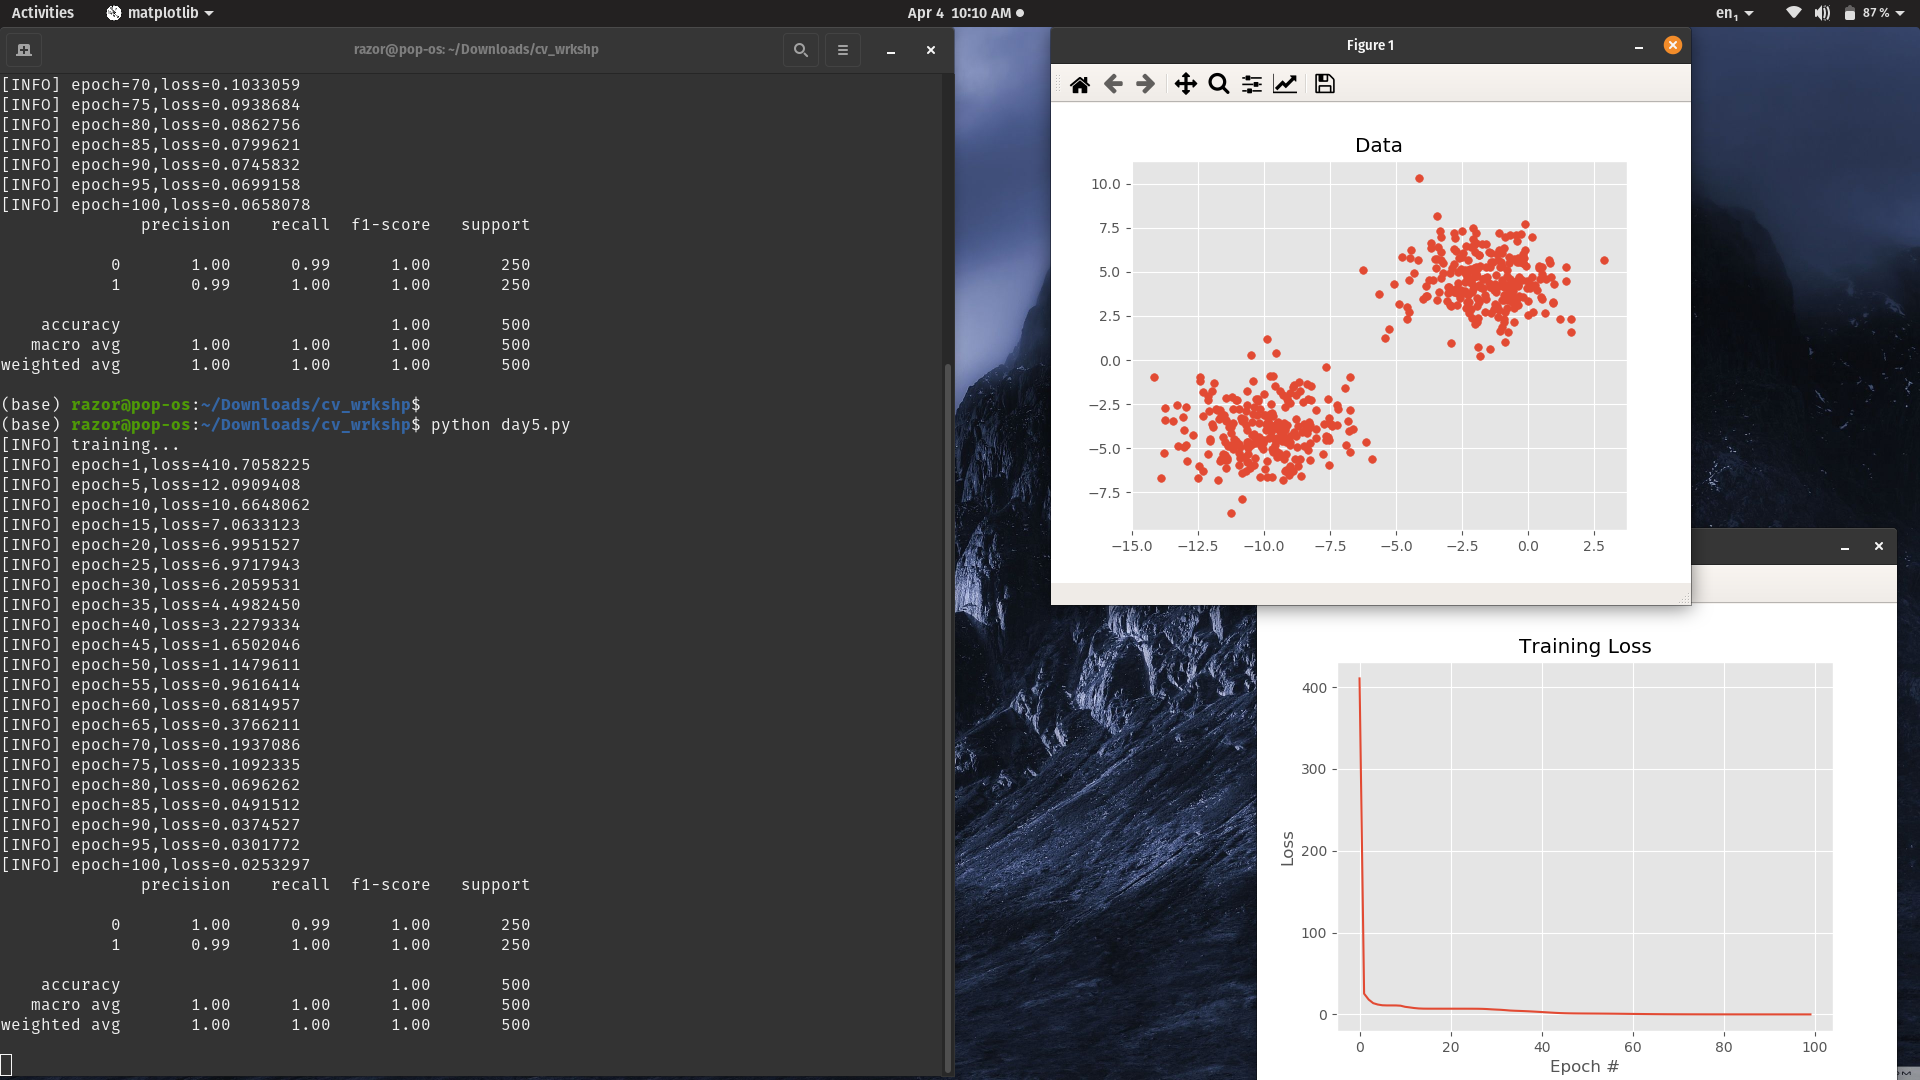 Activities matplotlib Apr 4 10:10 AM en1 87 %
razor@pop-os: ~/Downloads/cv_wrkshp
[INFO] epoch=70,loss=0.1033059
[INFO] epoch=75,loss=0.0938684
[INFO] epoch=80,loss=0.0862756
[INFO] epoch=85,loss=0.0799621
[INFO] epoch=90,loss=0.0745832
[INFO] epoch=95,loss=0.0699158
[INFO] epoch=100,loss=0.0658078
precision recall f1-score support
0 1.00 0.99 1.00 250
1 0.99 1.00 1.00 250
accuracy 1.00 500
macro avg 1.00 1.00 1.00 500
weighted avg 1.00 1.00 1.00 500
(base) razor@pop-os:~/Downloads/cv_wrkshp$
(base) razor@pop-os:~/Downloads/cv_wrkshp$ python day5.py
[INFO] training...
[INFO] epoch=1,loss=410.7058225
[INFO] epoch=5,loss=12.0909408
[INFO] epoch=10,loss=10.6648062
[INFO] epoch=15,loss=7.0633123
[INFO] epoch=20,loss=6.9951527
[INFO] epoch=25,loss=6.9717943
[INFO] epoch=30,loss=6.2059531
[INFO] epoch=35,loss=4.4982450
[INFO] epoch=40,loss=3.2279334
[INFO] epoch=45,loss=1.6502046
[INFO] epoch=50,loss=1.1479611
[INFO] epoch=55,loss=0.9616414
[INFO] epoch=60,loss=0.6814957
[INFO] epoch=65,loss=0.3766211
[INFO] epoch=70,loss=0.1937086
[INFO] epoch=75,loss=0.1092335
[INFO] epoch=80,loss=0.0696262
[INFO] epoch=85,loss=0.0491512
[INFO] epoch=90,loss=0.0374527
[INFO] epoch=95,loss=0.0301772
[INFO] epoch=100,loss=0.0253297
precision recall f1-score support
0 1.00 0.99 1.00 250
1 0.99 1.00 1.00 250
accuracy 1.00 500
macro avg 1.00 1.00 1.00 500
weighted avg 1.00 1.00 1.00 500
Figure 1
Data
10.0
7.5
5.0
2.5
0.0
−2.5
−5.0
−7.5
−15.0 −12.5 −10.0 −7.5 −5.0 −2.5 0.0 2.5
Training Loss
400
300
200
100
0
Loss
0 20 40 60 80 100
Epoch #